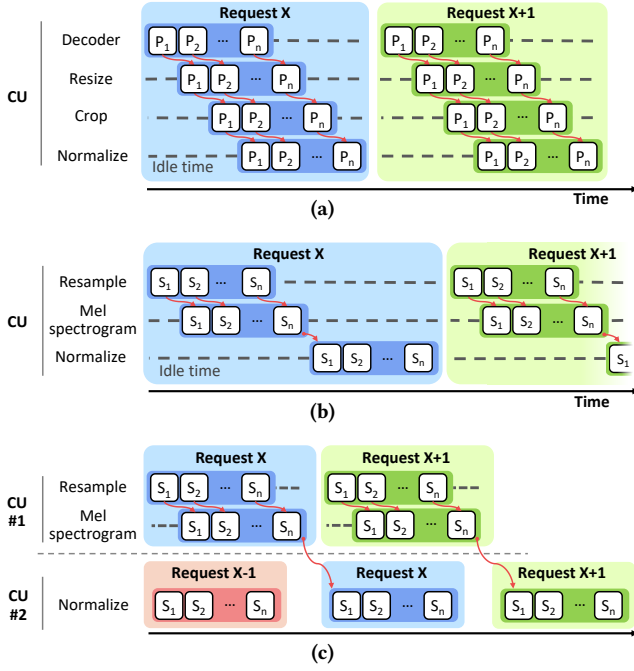 Request X Request X+1
Decoder P1 P2 ... Pn P1 P2 ... Pn
Resize P1 P2 ... Pn P1 P2 ... Pn
CU
Crop P1 P2 ... Pn P1 P2 ... Pn
Normalize P1 P2 ... Pn P1 P2 ... Pn
Idle time
Time
(a)
Request X Request X+1
Resample S1 S2 ... Sn S1 S2 ... Sn
CU
Mel spectrogram S1 S2 ... Sn S1 S2 ... Sn
Normalize S1 S2 ... Sn S1
Idle time
Time
(b)
Request X Request X+1
Resample S1 S2 ... Sn S1 S2 ... Sn
CU #1
Mel spectrogram S1 S2 ... Sn S1 S2 ... Sn
Request X-1 Request X Request X+1
CU #2
Normalize S1 S2 ... Sn S1 S2 ... Sn S1 S2 ... Sn
(c)